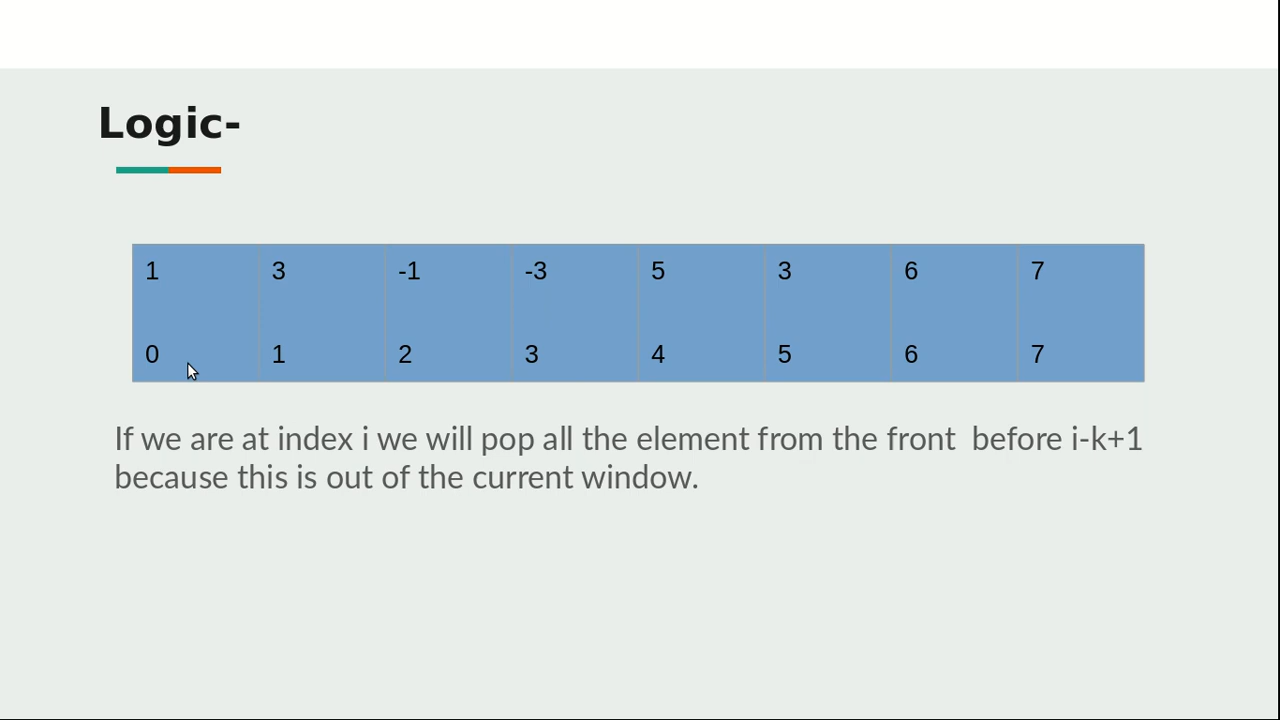 Logic-
1 3 -1 -3 5 3 6 7
0 1 2 3 4 5 6 7
If we are at index i we will pop all the element from the front  before i-k+1
because this is out of the current window.